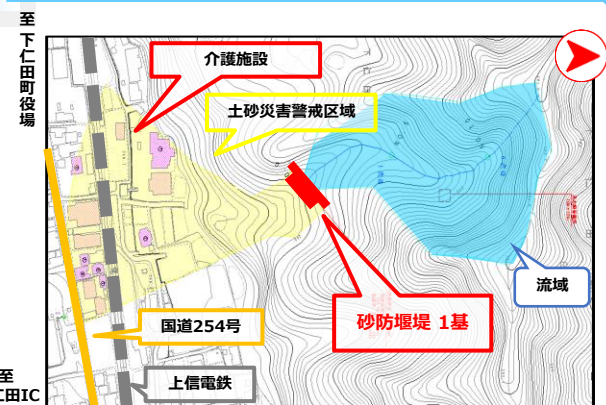 至
下仁田町役場
介護施設
土砂災害警戒区域
流域
砂防堰堤 1基
国道254号
上信電鉄
至
仁田IC